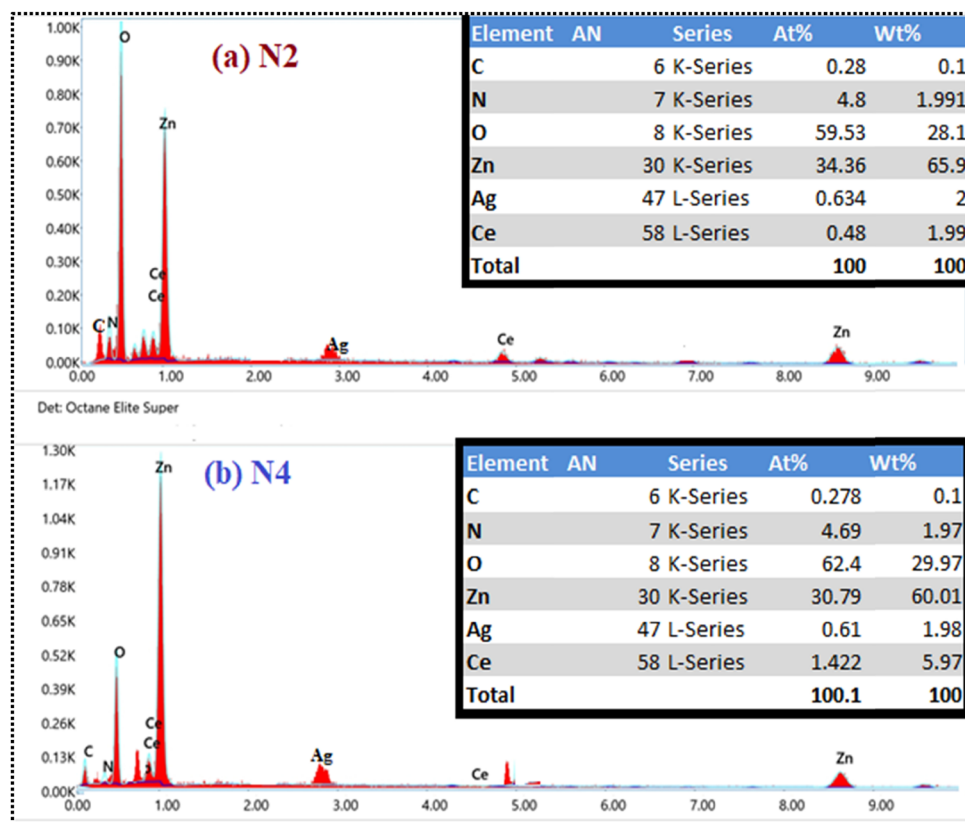 (a) N2
1.00K
0.90K
0.80K
0.70K
0.60K
0.50K
0.40K
0.30K
0.20K
0.10K
0.00K
O
Zn
Ce
Ce
C N
Ag
Ce
Zn
0.00 1.00 2.00 3.00 4.00 5.00 6.00 7.00 8.00 9.00
Element AN Series At% Wt%
C 6 K-Series 0.28 0.1
N 7 K-Series 4.8 1.991
O 8 K-Series 59.53 28.1
Zn 30 K-Series 34.36 65.9
Ag 47 L-Series 0.634 2
Ce 58 L-Series 0.48 1.99
Total 100 100
Det: Octane Elite Super
(b) N4
1.30K
1.17K
1.04K
0.91K
0.78K
0.65K
0.52K
0.39K
0.26K
0.13K
0.00K
Zn
O
Ce
Ce
C
N
Ag
Ce
Zn
0.00 1.00 2.00 3.00 4.00 5.00 6.00 7.00 8.00 9.00
Element AN Series At% Wt%
C 6 K-Series 0.278 0.1
N 7 K-Series 4.69 1.97
O 8 K-Series 62.4 29.97
Zn 30 K-Series 30.79 60.01
Ag 47 L-Series 0.61 1.98
Ce 58 L-Series 1.422 5.97
Total 100.1 100